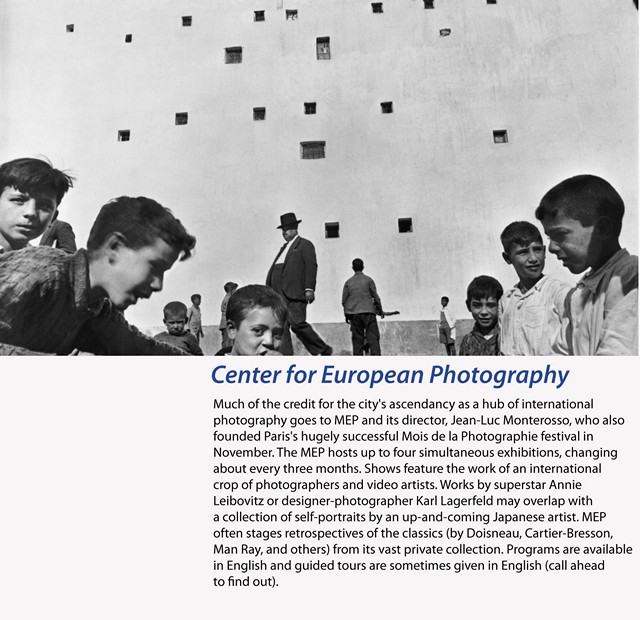 Center for European Photography
Much of the credit for the city's ascendancy as a hub of international
photography goes to MEP and its director, Jean-Luc Monterosso, who also
founded Paris's hugely successful Mois de la Photographie festival in
November. The MEP hosts up to four simultaneous exhibitions, changing
about every three months. Shows feature the work of an international
crop of photographers and video artists. Works by superstar Annie
Leibovitz or designer-photographer Karl Lagerfeld may overlap with
a collection of self-portraits by an up-and-coming Japanese artist. MEP
often stages retrospectives of the classics (by Doisneau, Cartier-Bresson,
Man Ray, and others) from its vast private collection. Programs are available
in English and guided tours are sometimes given in English (call ahead
to find out).